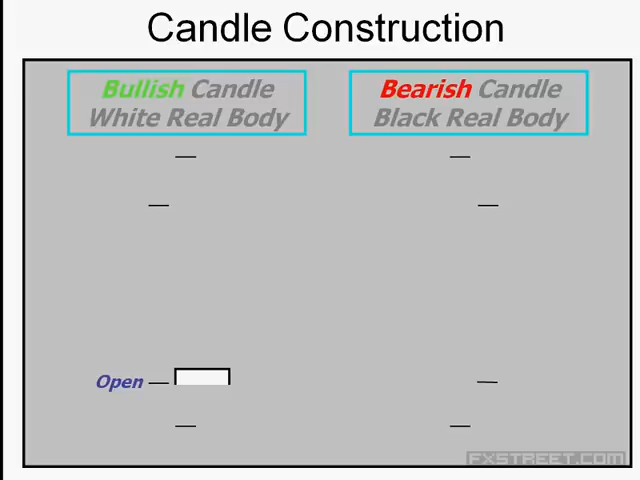 Candle Construction
Bullish Candle
White Real Body
Bearish Candle
Black Real Body
Open
FXSTREET.COM